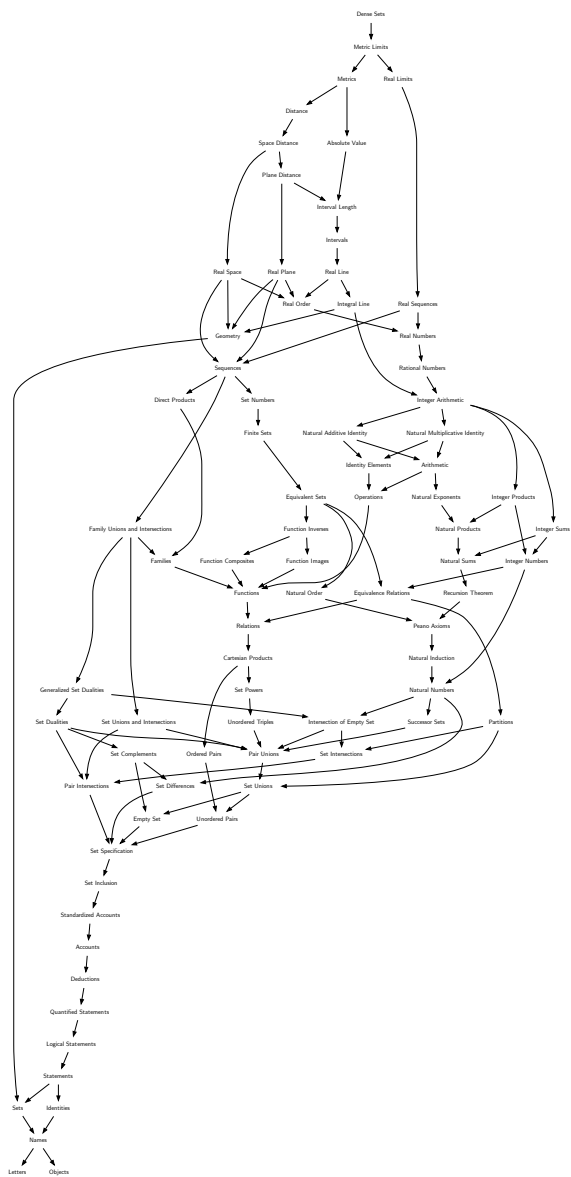 Dense Sets
Metric Limits
Metrics
Real Limits
Distance
Space Distance
Absolute Value
Plane Distance
Interval Length
Intervals
Real Space
Real Plane
Real Line
Real Order
Integral Line
Real Sequences
Geometry
Real Numbers
Sequences
Rational Numbers
Direct Products
Set Numbers
Integer Arithmetic
Finite Sets
Natural Additive Identity
Natural Multiplicative Identity
Identity Elements
Arithmetic
Equivalent Sets
Operations
Natural Exponents
Integer Products
Family Unions and Intersections
Function Inverses
Natural Products
Integer Sums
Families
Function Composites
Function Images
Natural Sums
Integer Numbers
Functions
Natural Order
Equivalence Relations
Recursion Theorem
Relations
Peano Axioms
Cartesian Products
Natural Induction
Generalized Set Dualities
Set Powers
Natural Numbers
Set Dualities
Set Unions and Intersections
Unordered Triples
Intersection of Empty Set
Successor Sets
Partitions
Set Complements
Ordered Pairs
Pair Unions
Set Intersections
Pair Intersections
Set Differences
Set Unions
Empty Set
Unordered Pairs
Set Specification
Set Inclusion
Standardized Accounts
Accounts
Deductions
Quantified Statements
Logical Statements
Statements
Sets
Identities
Names
Letters
Objects